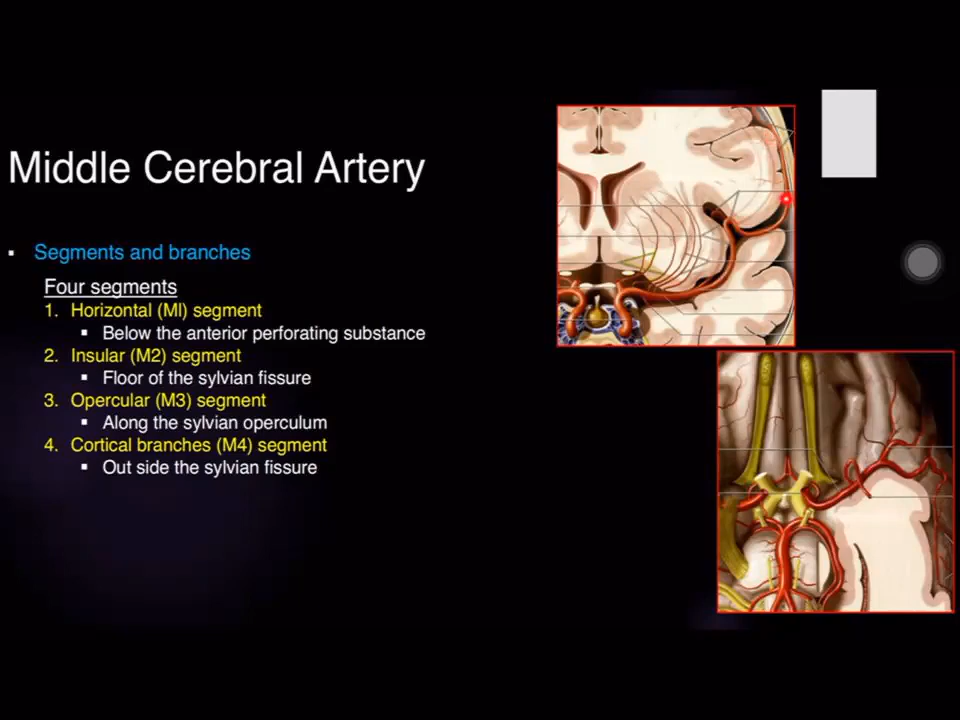 Middle Cerebral Artery
▪ Segments and branches
Four segments
1. Horizontal (Ml) segment
▪ Below the anterior perforating substance
2. Insular (M2) segment
▪ Floor of the sylvian fissure
3. Opercular (M3) segment
▪ Along the sylvian operculum
4. Cortical branches (M4) segment
▪ Out side the sylvian fissure